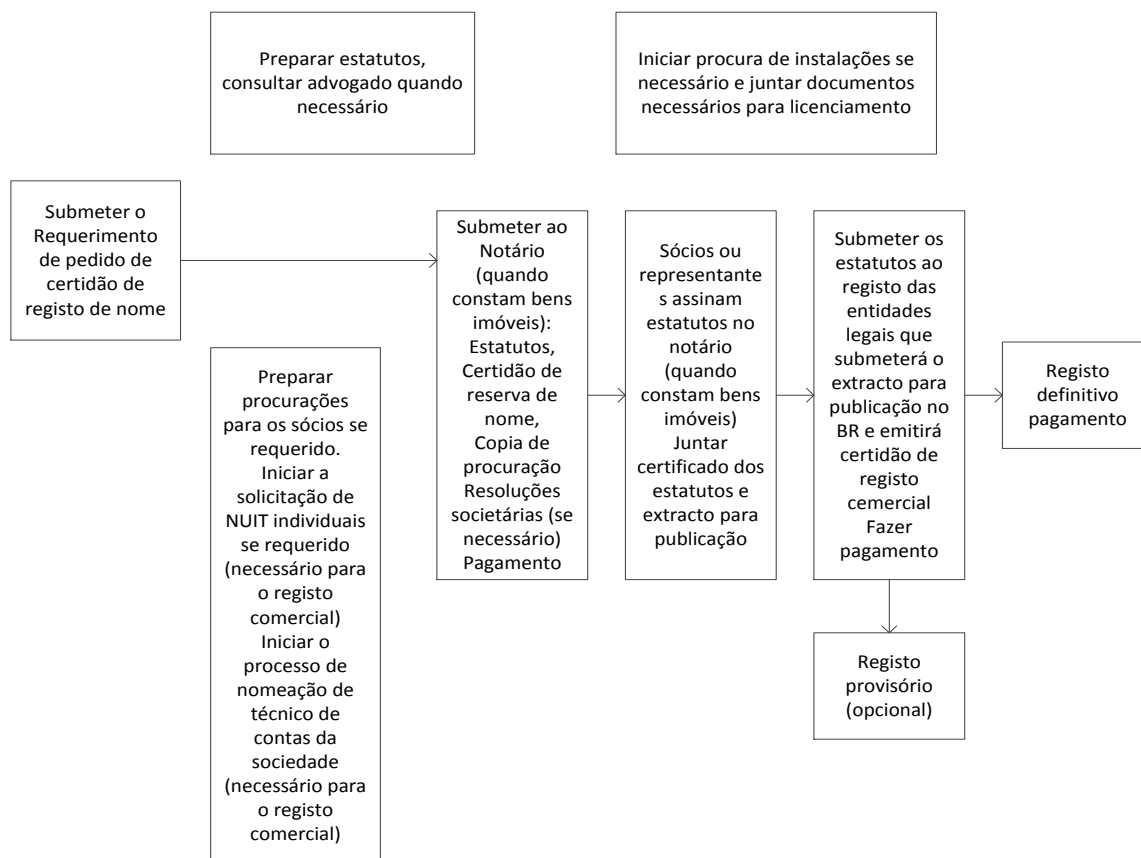 Preparar estatutos,
consultar advogado quando
necessário
Iniciar procura de instalações se
necessário e juntar documentos
necessários para licenciamento
Submeter o
Requerimento
de pedido de
certidão de
registo de nome
Preparar
procurações
para os sócios se
requerido.
Iniciar a
solicitação de
NUIT individuais
se requerido
(necessário para
o registo
comercial)
Iniciar o
processo de
nomeação de
técnico de
contas da
sociedade
(necessário para
o registo
comercial)
Submeter ao
Notário
(quando
constam bens
imóveis):
Estatutos,
Certidão de
reserva de
nome,
Copia de
procuração
Resoluções
societárias (se
necessário)
Pagamento
Sócios ou
representante
s assinam
estatutos no
notário
(quando
constam bens
imóveis)
Juntar
certificado dos
estatutos e
extracto para
publicação
Submeter os
estatutos ao
registo das
entidades
legais que
submeterá o
extracto para
publicação no
BR e emitirá
certidão de
registo
cemercial
Fazer
pagamento
Registo
definitivo
pagamento
Registo
provisório
(opcional)